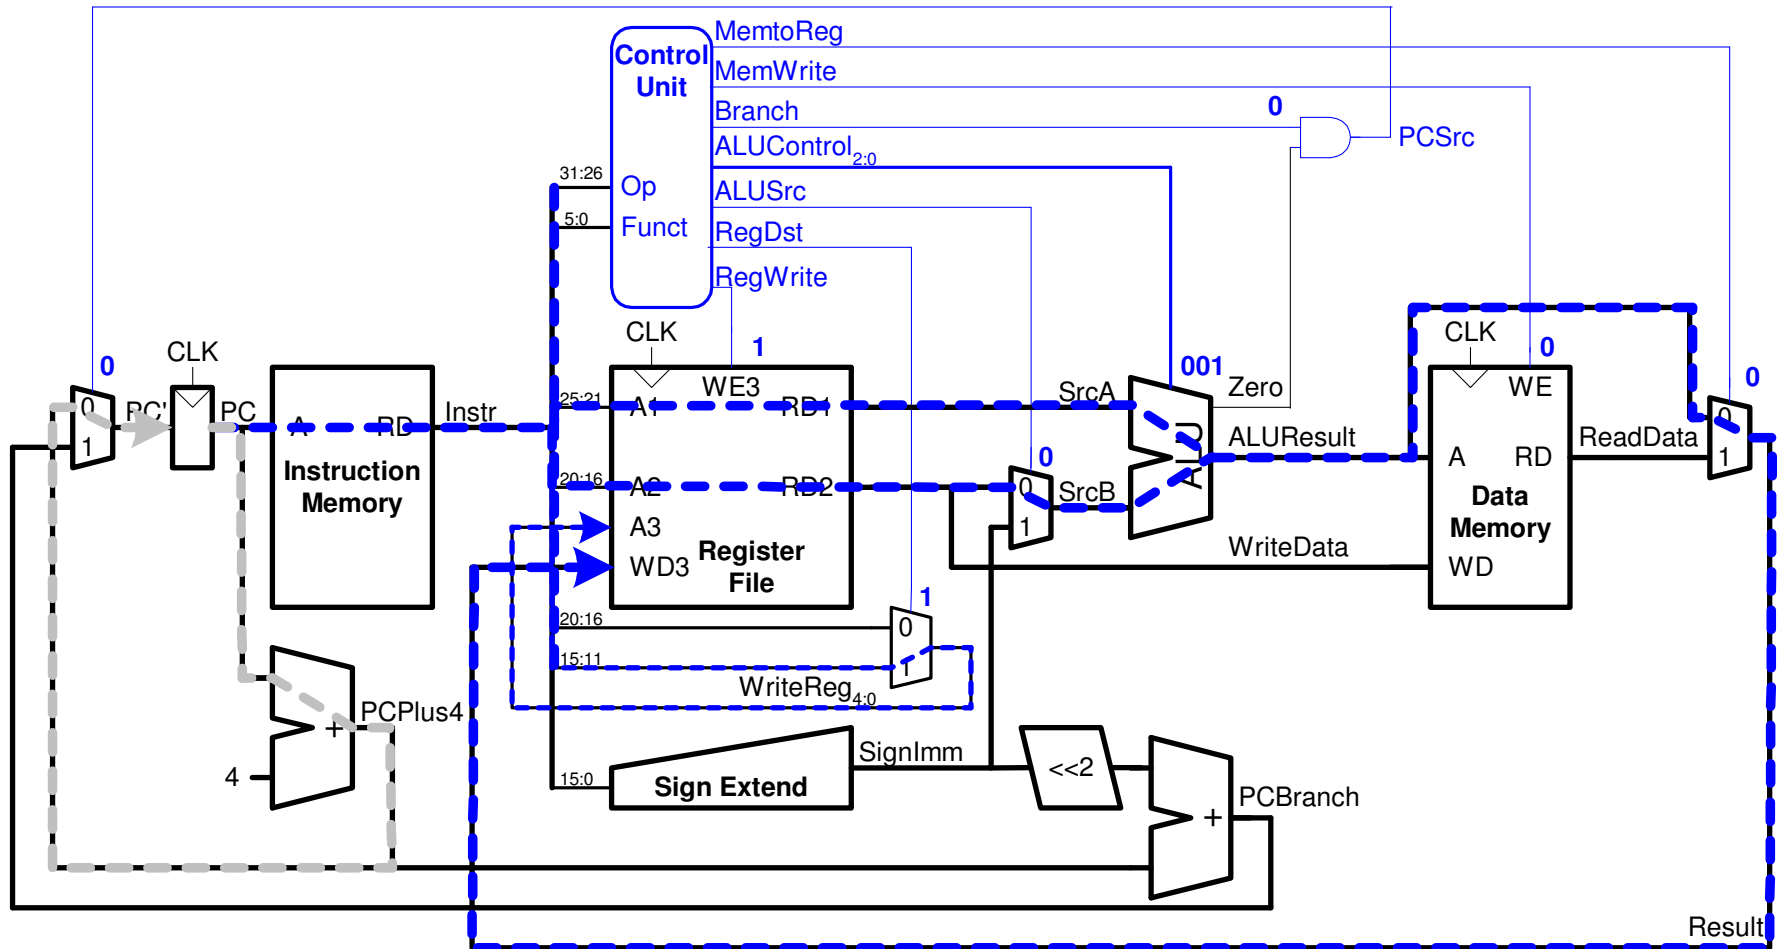 MemtoReg
Control
Unit
MemWrite
Branch
0
PCSrc
ALUControl2:0
31:26
Op
ALUSrc
5:0
Funct
RegDst
RegWrite
CLK
CLK
CLK
0
1
001
0
0
WE3
WE
0
PC'
PC
A
RD
Instr
25:21
A1
RD1
SrcA
Zero
0
1
ALU
ALUResult
A
RD
ReadData
1
Instruction
Memory
20:16
A2
RD2
0
0
SrcB
Data
Memory
A3
1
Register
File
WriteData
WD3
WD
1
20:16
0
15:11
1
WriteReg4:0
PCPlus4
+
4
SignImm
15:0
Sign Extend
<<2
PCBranch
+
Result